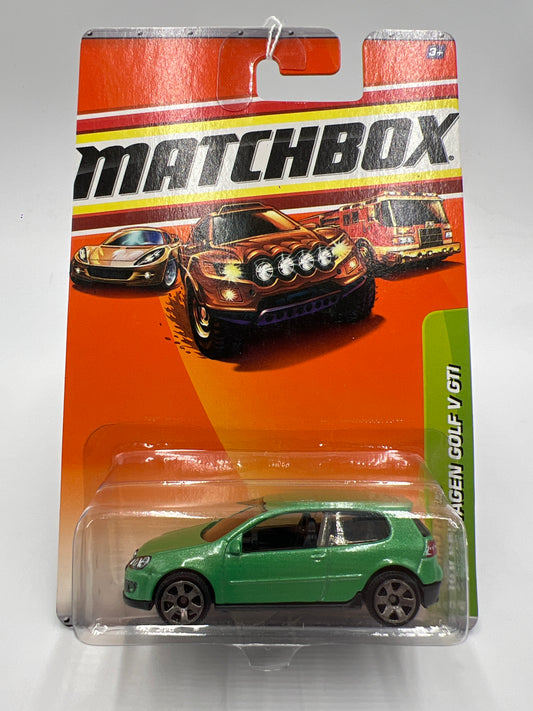 3+
MATCHBOX
AGEN GOLF V GTI